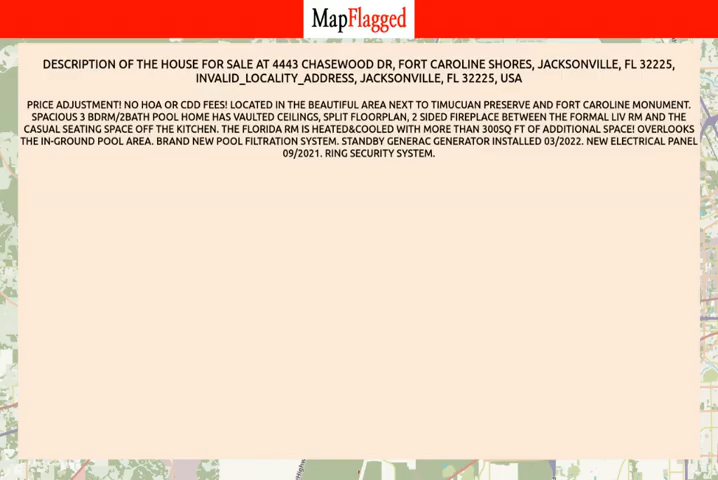 MapFlagged
DESCRIPTION OF THE HOUSE FOR SALE AT 4443 CHASEWOOD DR, FORT CAROLINE SHORES, JACKSONVILLE, FL 32225,
INVALID_LOCALITY_ADDRESS, JACKSONVILLE, FL 32225, USA
PRICE ADJUSTMENT! NO HOA OR CDD FEES! LOCATED IN THE BEAUTIFUL AREA NEXT TO TIMUCUAN PRESERVE AND FORT CAROLINE MONUMENT.
SPACIOUS 3 BDRM/2BATH POOL HOME HAS VAULTED CEILINGS, SPLIT FLOORPLAN, 2 SIDED FIREPLACE BETWEEN THE FORMAL LIV RM AND THE
CASUAL SEATING SPACE OFF THE KITCHEN. THE FLORIDA RM IS HEATED&COOLED WITH MORE THAN 300SQ FT OF ADDITIONAL SPACE! OVERLOOKS
THE IN-GROUND POOL AREA. BRAND NEW POOL FILTRATION SYSTEM. STANDBY GENERAC GENERATOR INSTALLED 03/2022. NEW ELECTRICAL PANEL
09/2021. RING SECURITY SYSTEM.